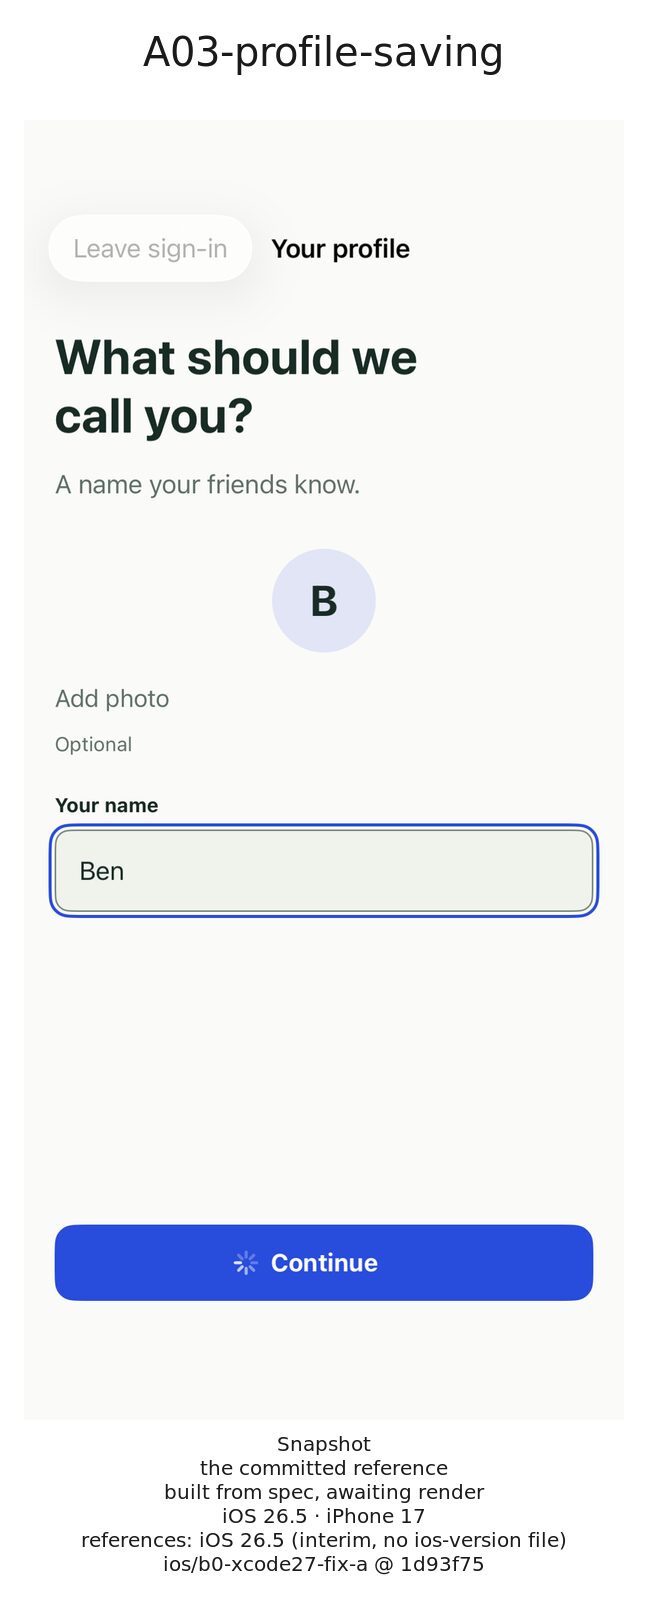 A03-profile-saving
Leave sign-in
Your profile
What should we
call you?
A name your friends know.
B
Add photo
Optional
Your name
Ben
Continue
Snapshot
the committed reference
built from spec, awaiting render
iOS 26.5 · iPhone 17
references: iOS 26.5 (interim, no ios-version file)
ios/b0-xcode27-fix-a @ 1d93f75